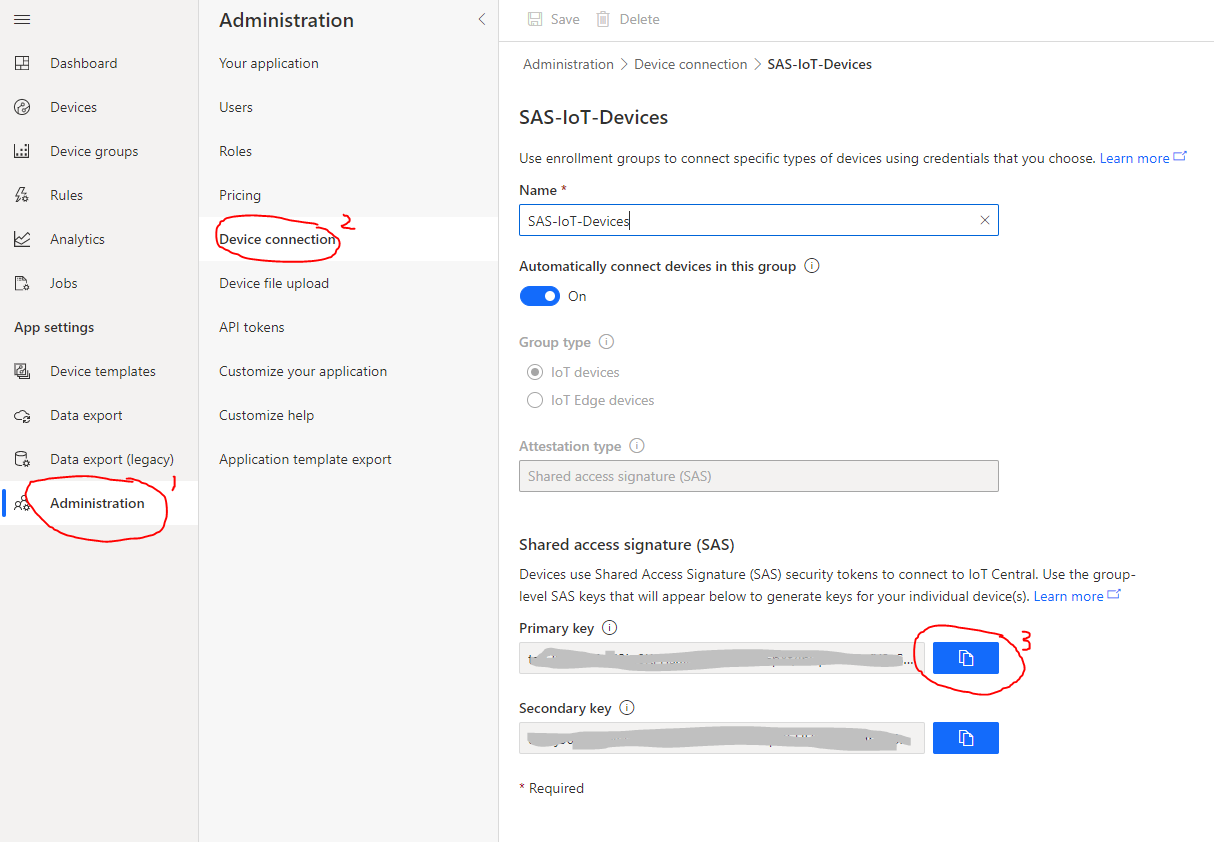 Dashboard
Devices
Device groups
Rules
Analytics
Jobs
App settings
Device templates
Data export
Data export (legacy)
Administration
1
Administration
Your application
Users
Roles
Pricing
Device connection
2
Device file upload
API tokens
Customize your application
Customize help
Application template export
Save Delete
Administration > Device connection > SAS-IoT-Devices
SAS-IoT-Devices
Use enrollment groups to connect specific types of devices using credentials that you choose. Learn more
Name *
SAS-IoT-Devices
Automatically connect devices in this group
On
Group type
IoT devices
IoT Edge devices
Attestation type
Shared access signature (SAS)
Shared access signature (SAS)
Devices use Shared Access Signature (SAS) security tokens to connect to IoT Central. Use the group-
level SAS keys that will appear below to generate keys for your individual device(s). Learn more
Primary key
3
Secondary key
* Required